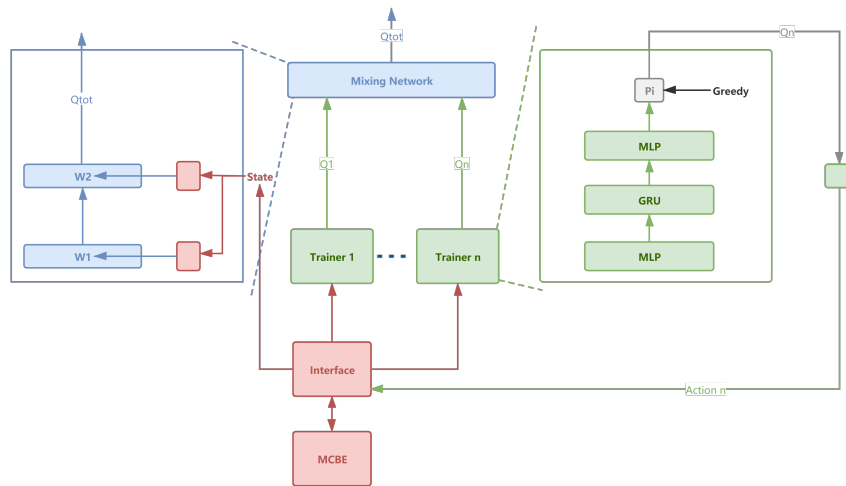 Qn
Qtot
Mixing Network
Pi
Greedy
Qtot
MLP
Q1
Qn
W2
State
GRU
W1
Trainer 1
Trainer n
MLP
Interface
Action n
MCBE